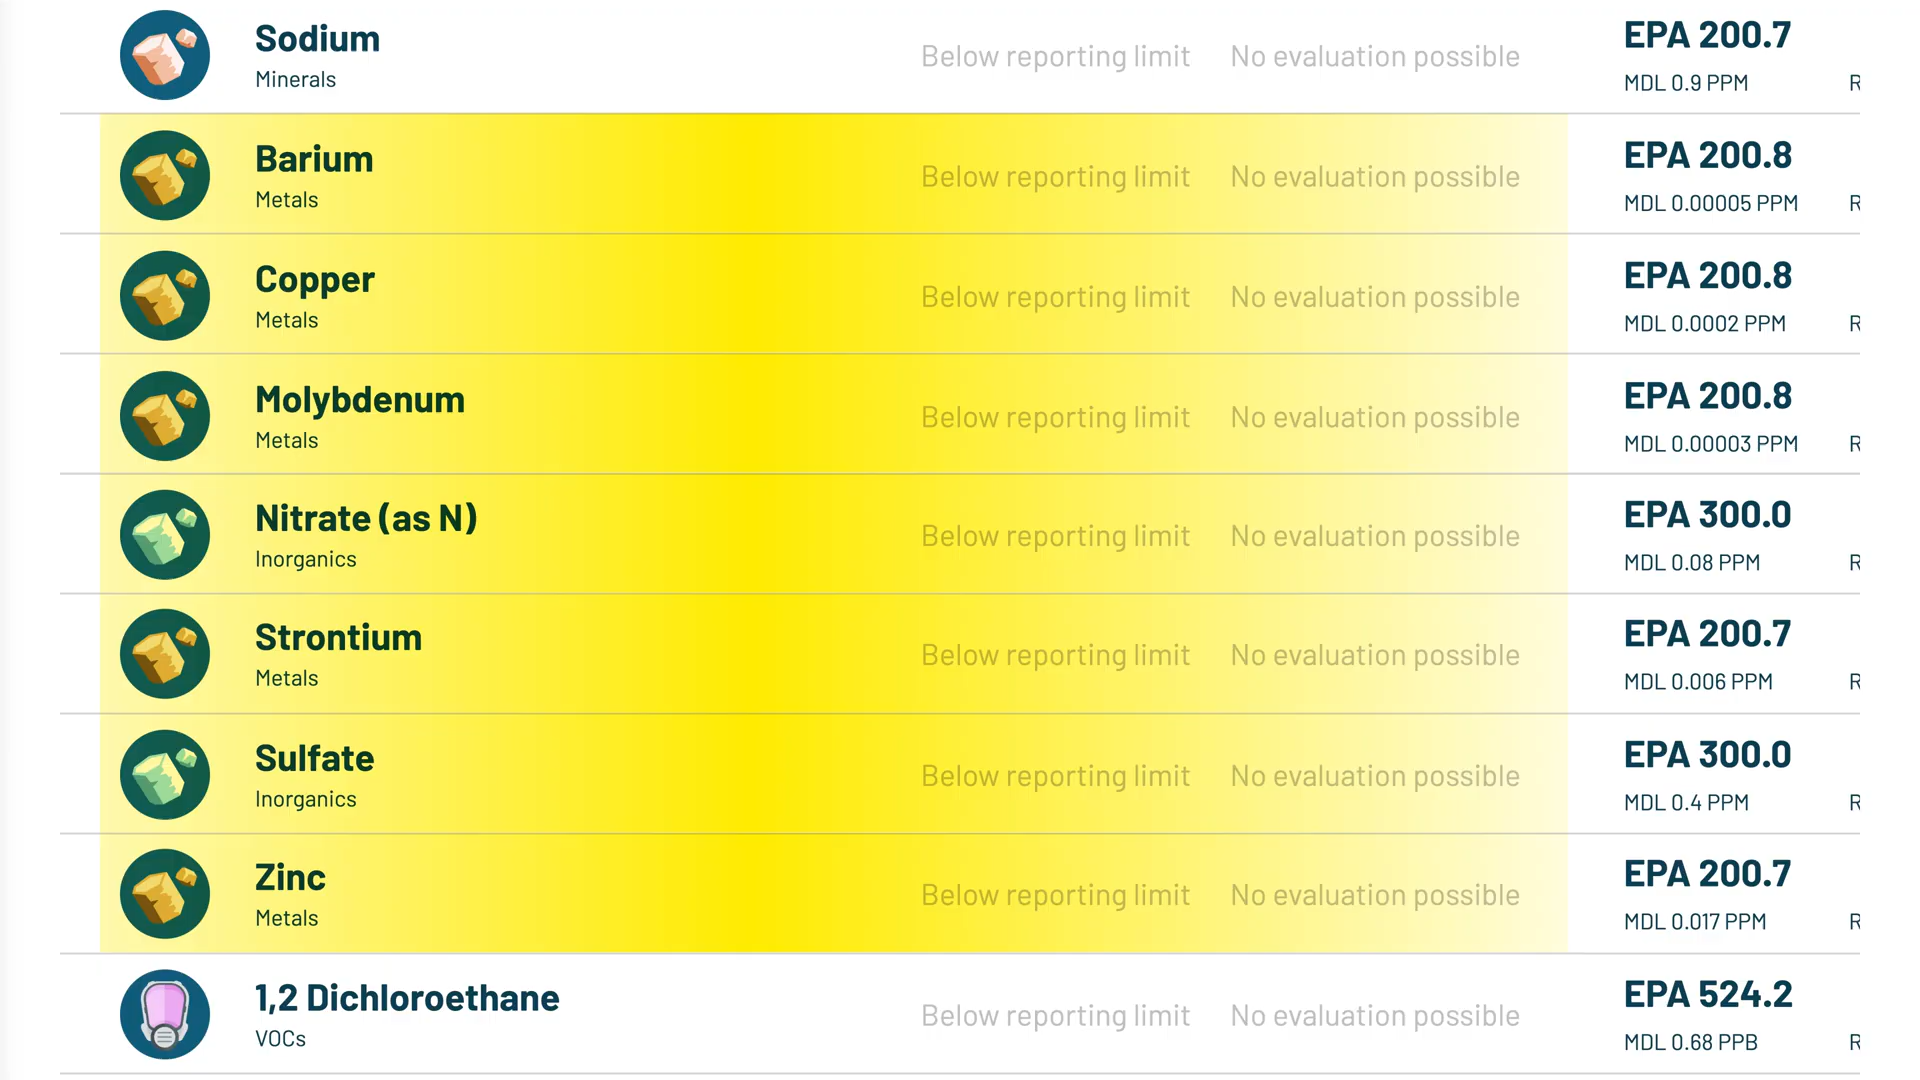 Sodium
Minerals
Below reporting limit
No evaluation possible
EPA 200.7
MDL 0.9 PPM
R
Barium
Metals
Below reporting limit
No evaluation possible
EPA 200.8
MDL 0.00005 PPM
R
Copper
Metals
Below reporting limit
No evaluation possible
EPA 200.8
MDL 0.0002 PPM
R
Molybdenum
Metals
Below reporting limit
No evaluation possible
EPA 200.8
MDL 0.00003 PPM
R
Nitrate (as N)
Inorganics
Below reporting limit
No evaluation possible
EPA 300.0
MDL 0.08 PPM
R
Strontium
Metals
Below reporting limit
No evaluation possible
EPA 200.7
MDL 0.006 PPM
R
Sulfate
Inorganics
Below reporting limit
No evaluation possible
EPA 300.0
MDL 0.4 PPM
R
Zinc
Metals
Below reporting limit
No evaluation possible
EPA 200.7
MDL 0.017 PPM
R
1,2 Dichloroethane
VOCs
Below reporting limit
No evaluation possible
EPA 524.2
MDL 0.68 PPB
R